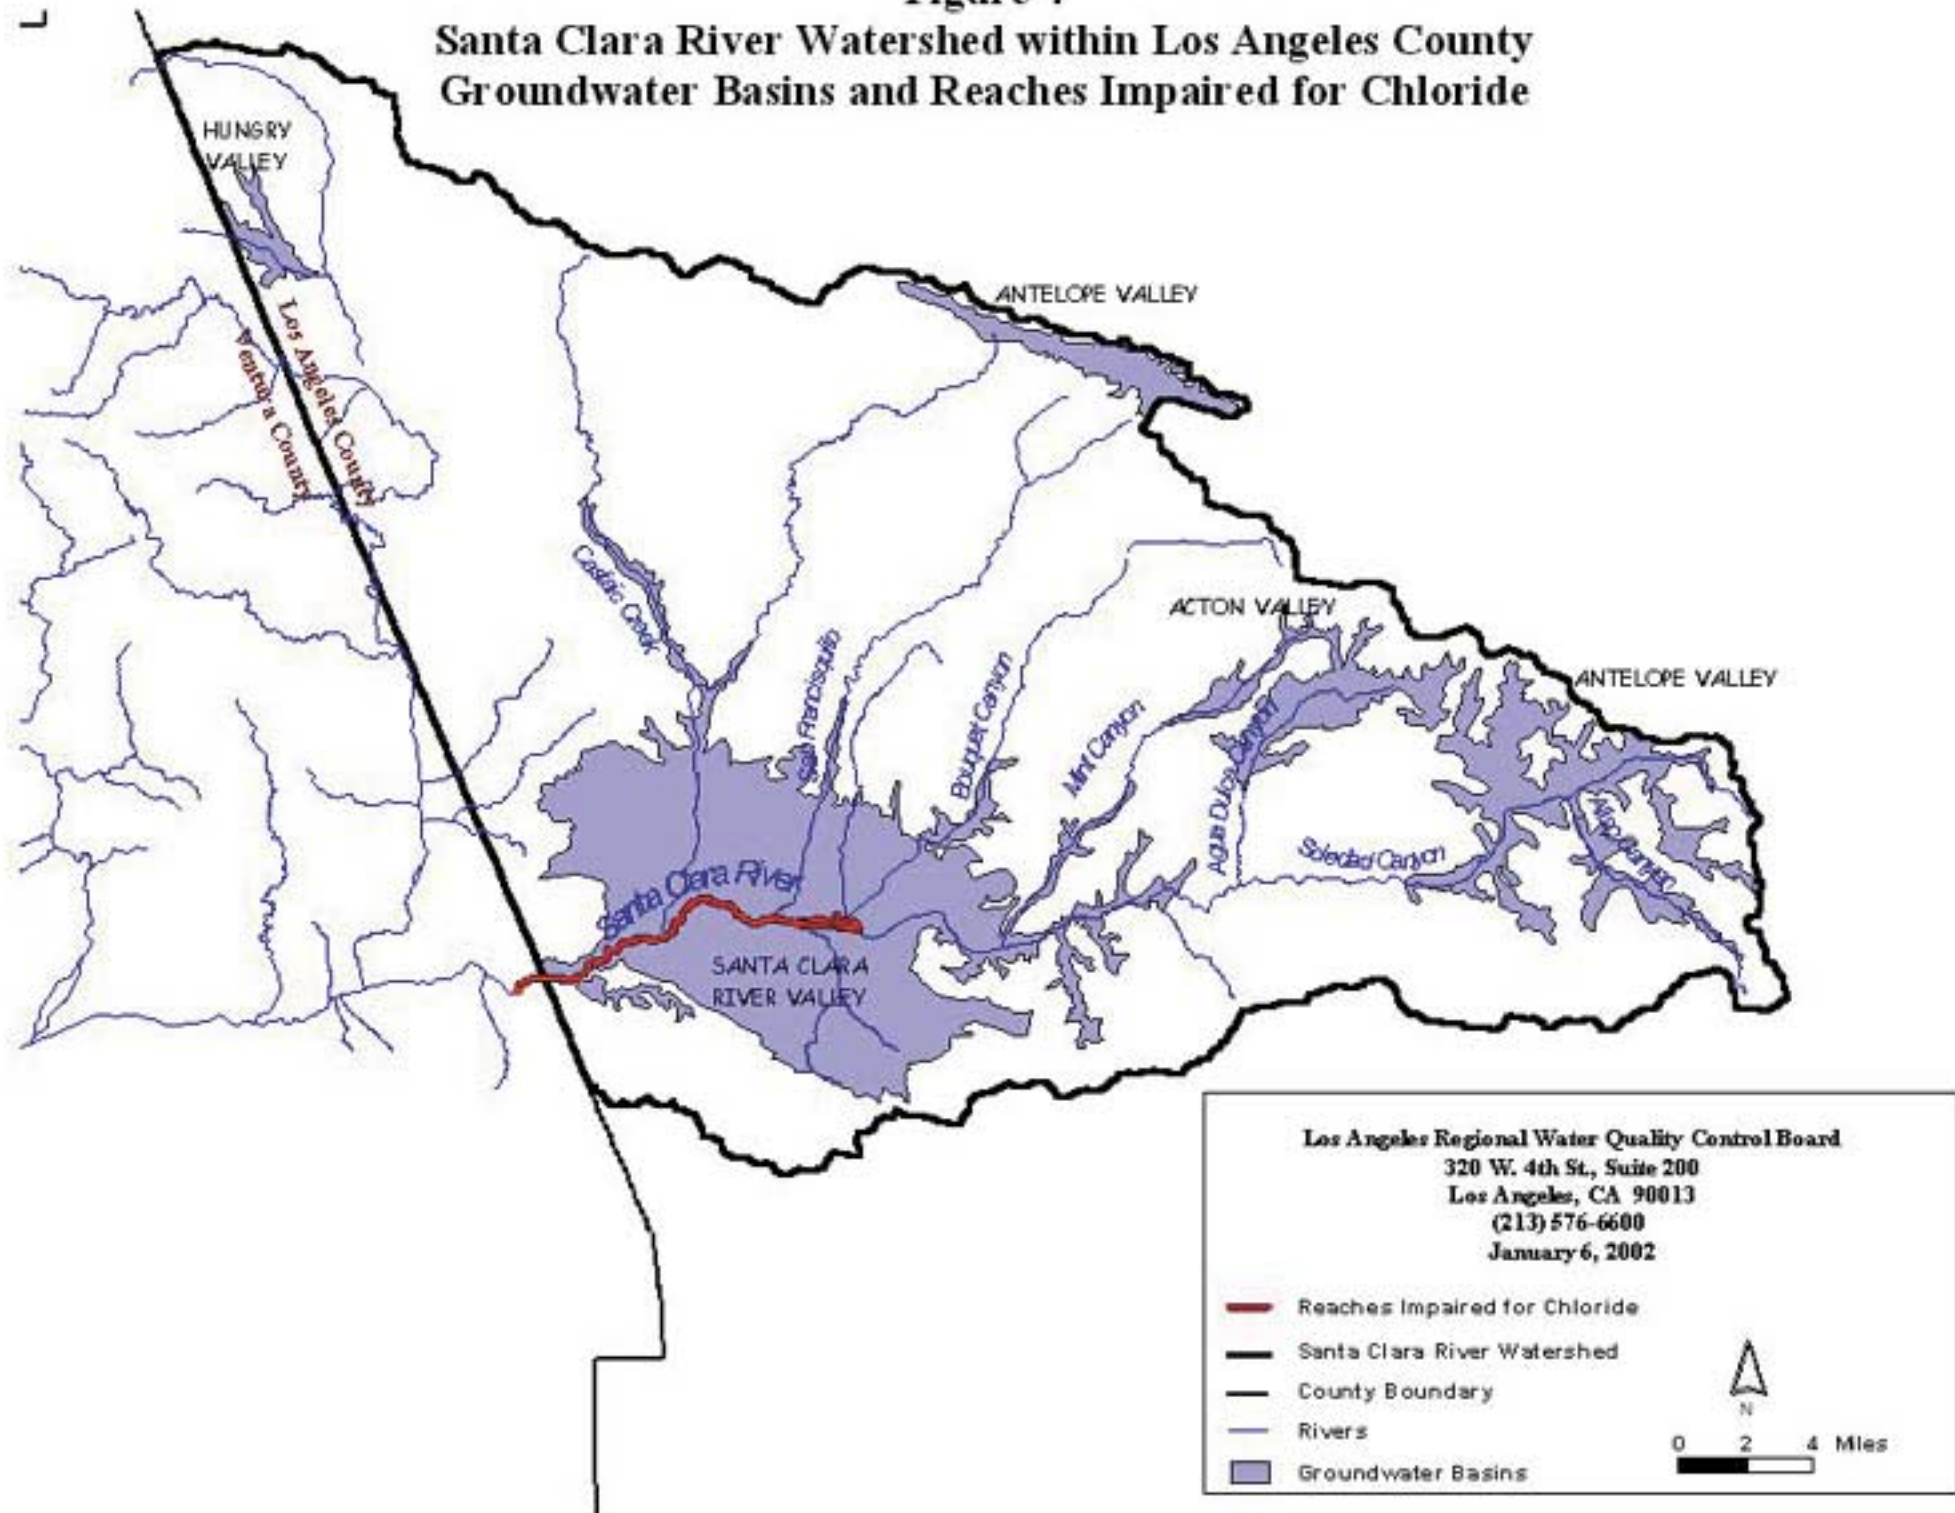 Santa Clara River Watershed within Los Angeles County
Groundwater Basins and Reaches Impaired for Chloride
HUNGRY
VALLEY
ANTELOPE VALLEY
Los Angeles County
Ventura County
Castaic Creek
ACTON VALLEY
San Francisquito
Bouquet Canyon
Mint Canyon
Agua Dulce Canyon
ANTELOPE VALLEY
Soledad Canyon
Aliso Canyon
Santa Clara River
SANTA CLARA
RIVER VALLEY
Los Angeles Regional Water Quality Control Board
320 W. 4th St., Suite 200
Los Angeles, CA 90013
(213) 576-6600
January 6, 2002
Reaches Impaired for Chloride
Santa Clara River Watershed
County Boundary
Rivers
Groundwater Basins
N
0 2 4 Miles